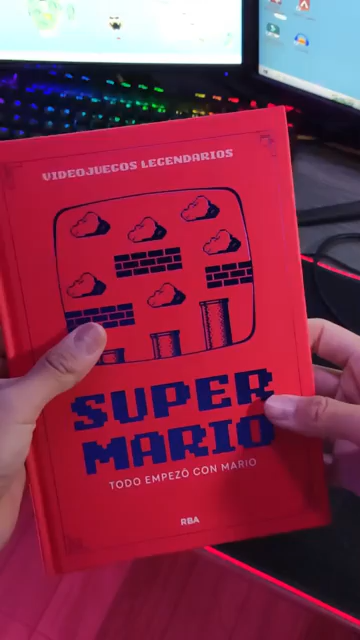 VIDEOJUEGOS LEGENDARIOS
SUPER
MARIO
TODO EMPEZÓ CON MARIO
RBA